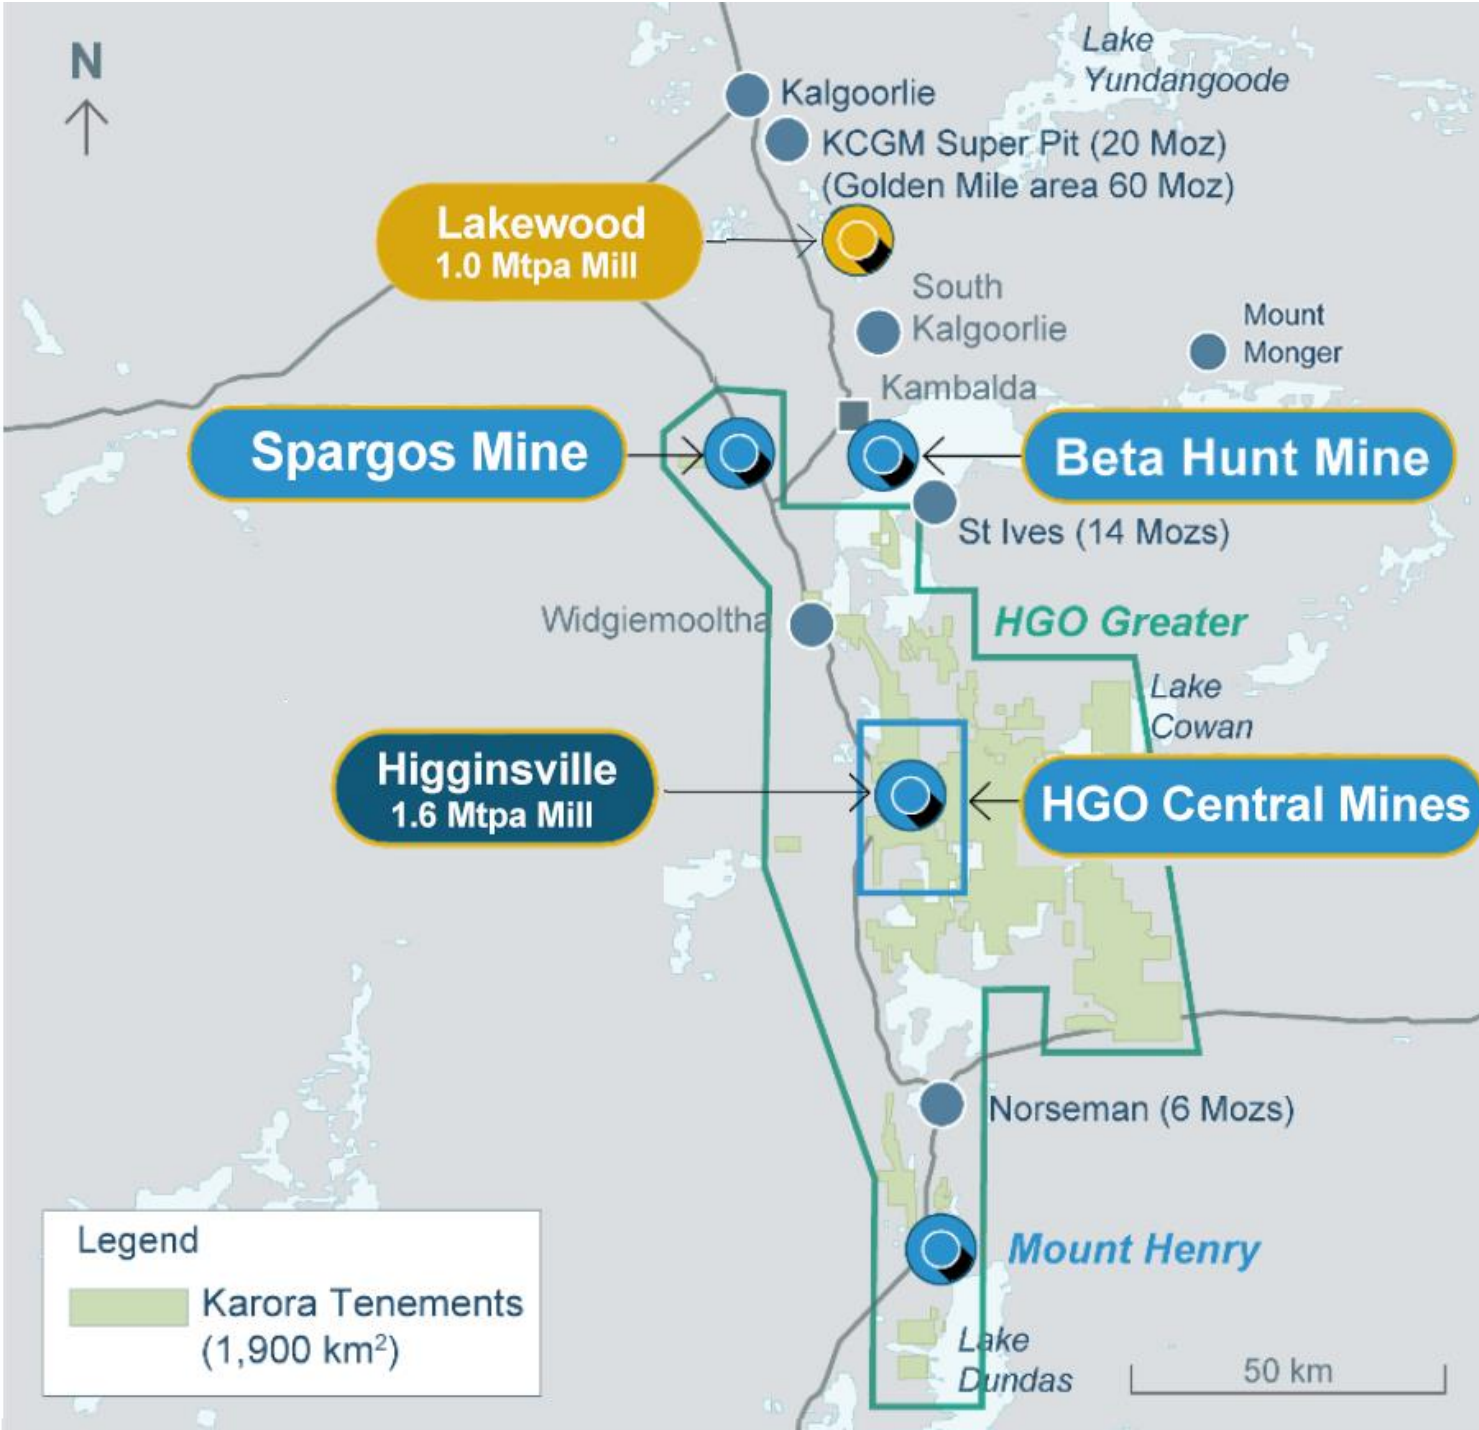 N
Lake
Yundangoode
Kalgoorlie
KCGM Super Pit (20 Moz)
(Golden Mile area 60 Moz)
Lakewood
1.0 Mtpa Mill
South
Kalgoorlie
Mount
Monger
Kambalda
Spargos Mine
Beta Hunt Mine
St Ives (14 Mozs)
Widgiemooltha
HGO Greater
Lake
Cowan
Higginsville
1.6 Mtpa Mill
HGO Central Mines
Norseman (6 Mozs)
Mount Henry
Legend
Karora Tenements
(1,900 km²)
Lake
Dundas
50 km